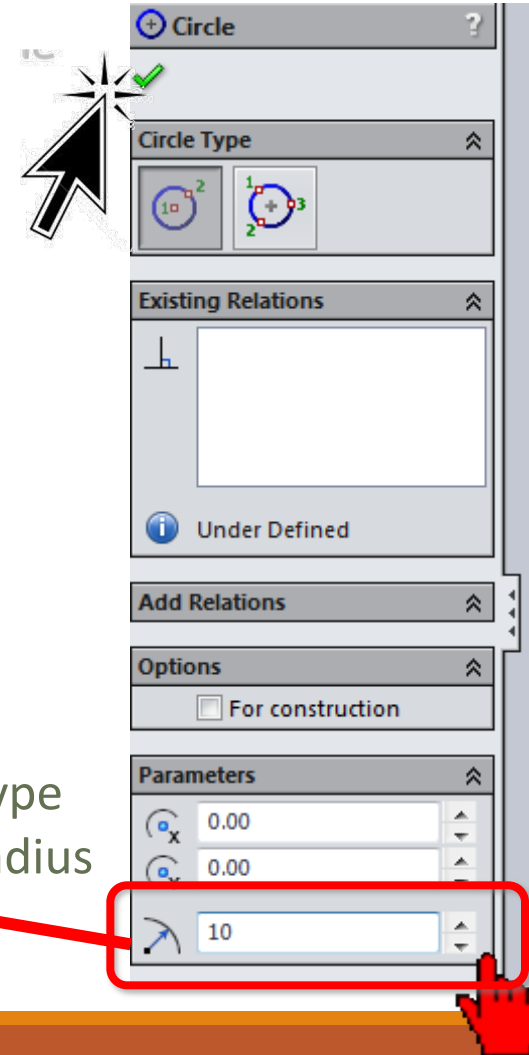 Circle ?
Circle Type
1 2
1 2 3
Existing Relations
Under Defined
Add Relations
Options
For construction
Parameters
x 0.00
ype
0.00
dius
10